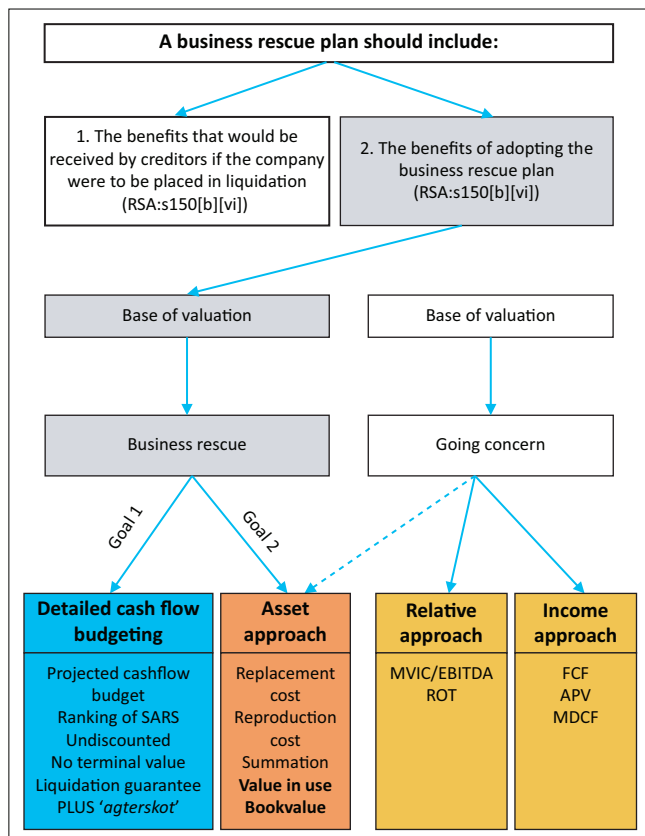 A business rescue plan should include:
1. The benefits that would be
received by creditors if the company
were to be placed in liquidation
(RSA:s150[b][vi])
2. The benefits of adopting the
business rescue plan
(RSA:s150[b][vi])
Base of valuation
Base of valuation
Business rescue
Going concern
Goal 1
Goal 2
Detailed cash flow
budgeting
Projected cashflow
budget
Ranking of SARS
Undiscounted
No terminal value
Liquidation guarantee
PLUS ‘agterskot’
Asset
approach
Replacement
cost
Reproduction
cost
Summation
Value in use
Bookvalue
Relative
approach
MVIC/EBITDA
ROT
Income
approach
FCF
APV
MDCF